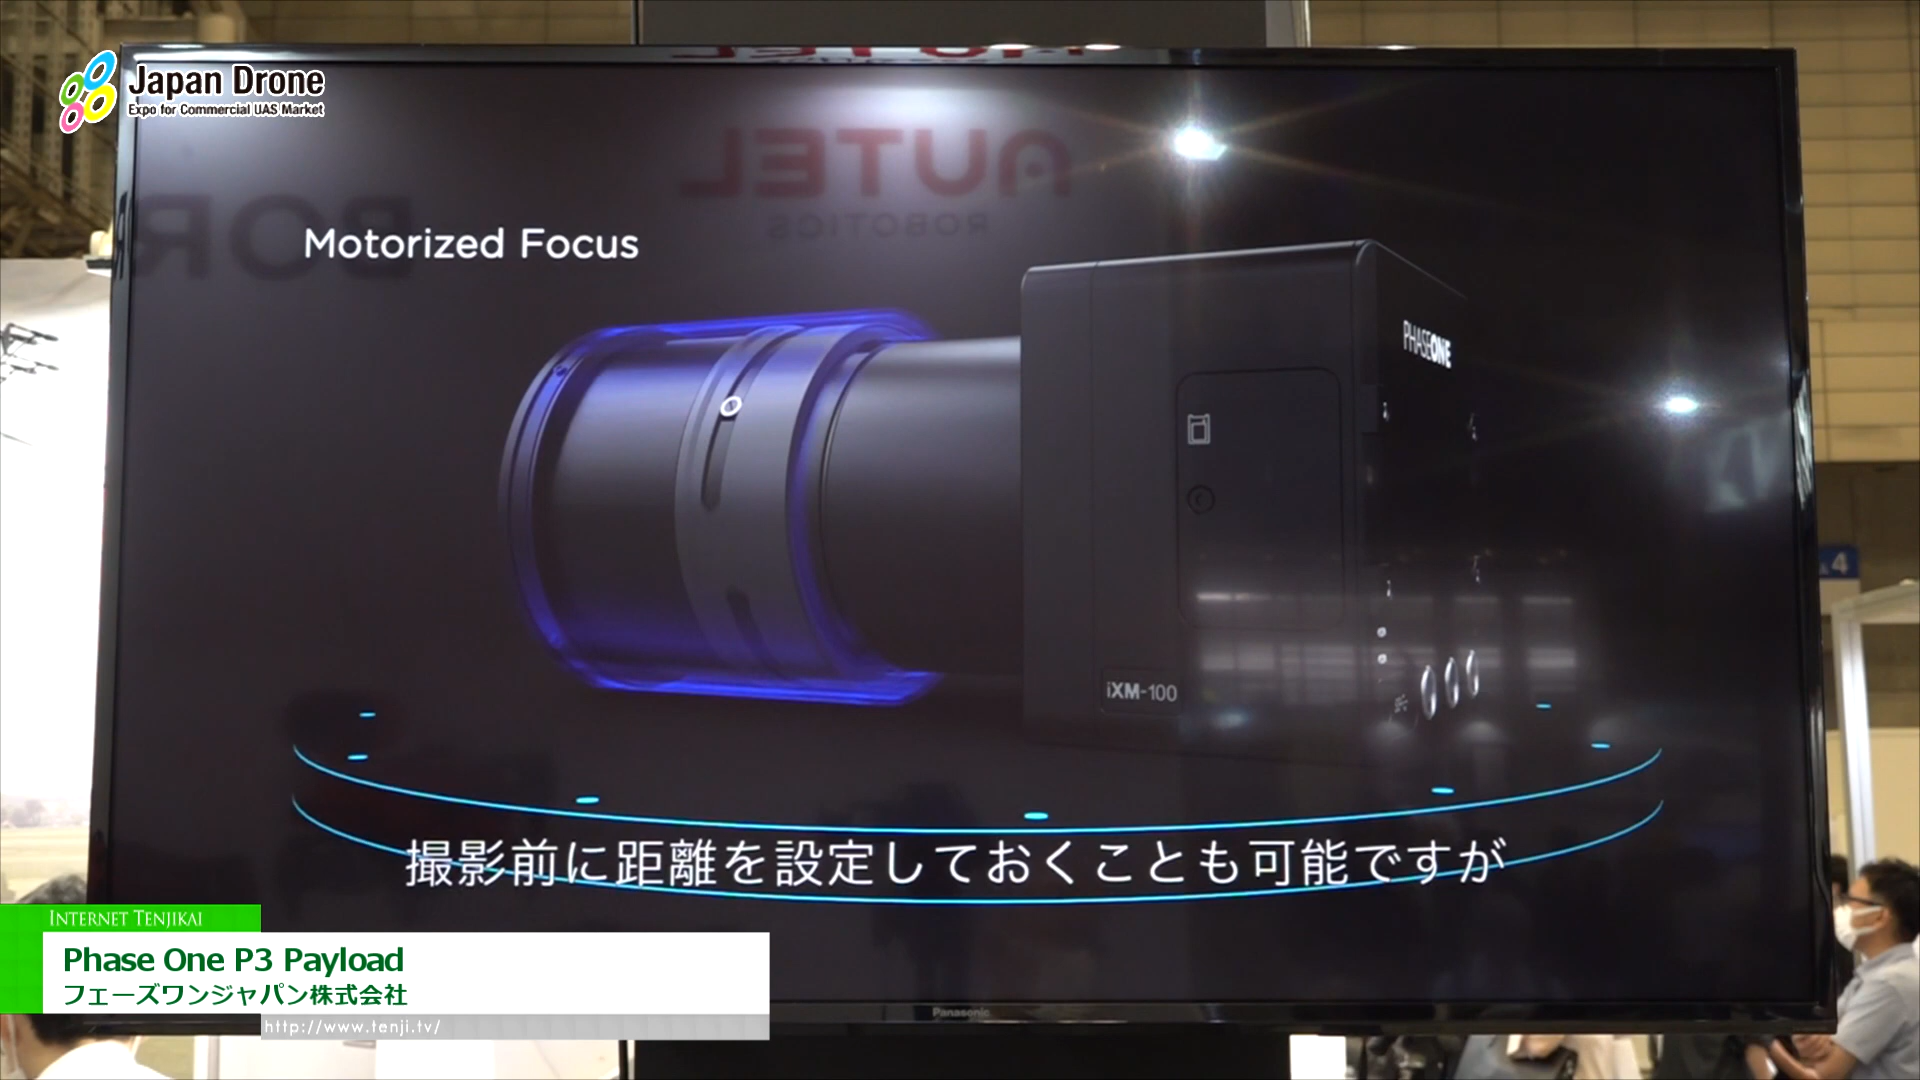 Japan Drone
Expo for Commercial UAS Market
AUTEL
ROBOTICS
Motorized Focus
PHASEONE
iXM-100
撮影前に距離を設定しておくことも可能ですが
4
INTERNET TENJIKAI
Phase One P3 Payload
フェーズワンジャパン株式会社
http://www.tenji.tv/
Panasonic